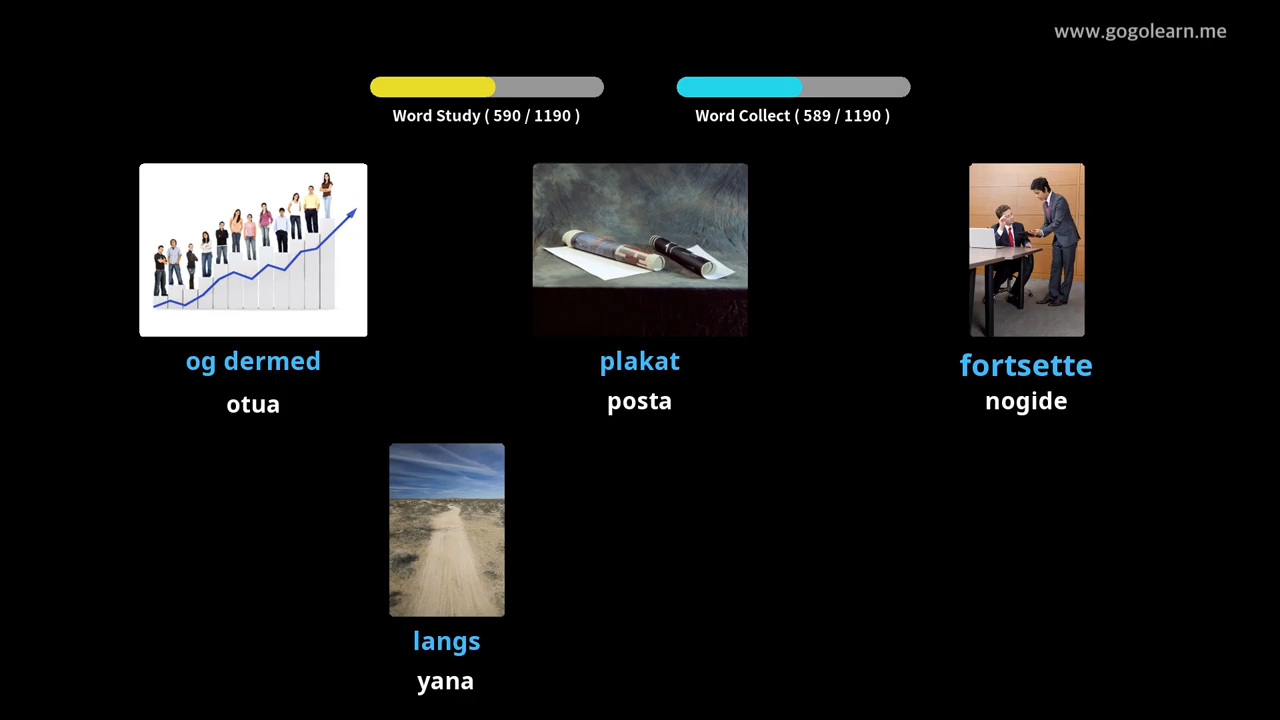 www.gogolearn.me
Word Study ( 590 / 1190 )
Word Collect ( 589 / 1190 )
og dermed
otua
plakat
posta
fortsette
nogide
langs
yana